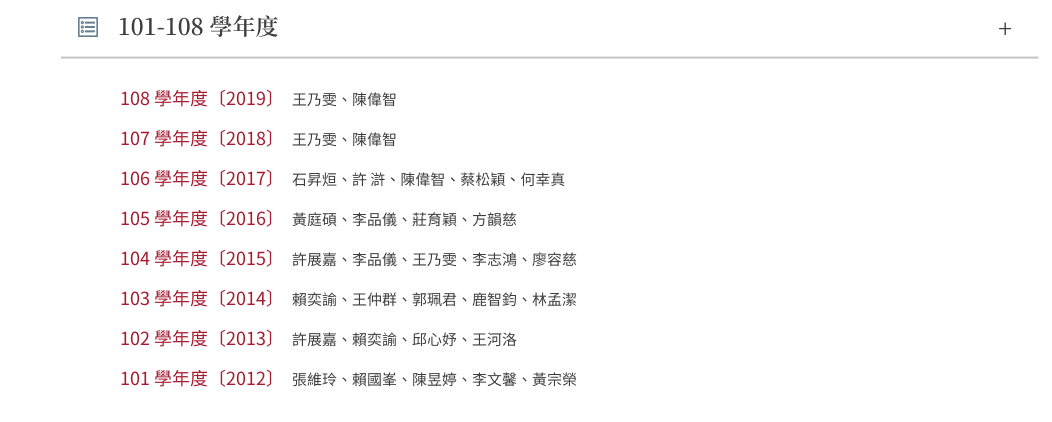 101-108 學年度
108 學年度〔2019〕 王乃雯、陳偉智
107 學年度〔2018〕 王乃雯、陳偉智
106 學年度〔2017〕 石昇烜、許 滸、陳偉智、蔡松穎、何幸真
105 學年度〔2016〕 黃庭碩、李品儀、莊育穎、方韻慈
104 學年度〔2015〕 許展嘉、李品儀、王乃雯、李志鴻、廖容慈
103 學年度〔2014〕 賴奕諭、王仲群、郭珮君、鹿智鈞、林孟潔
102 學年度〔2013〕 許展嘉、賴奕諭、邱心妤、王河洛
101 學年度〔2012〕 張維玲、賴國峯、陳昱婷、李文馨、黃宗榮